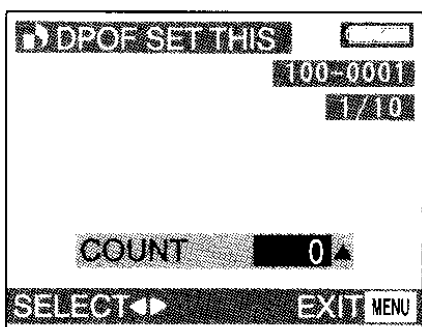 DPOF SET THIS
100-0001
1/10
COUNT 0▲
SELECT◀▶ EXIT MENU